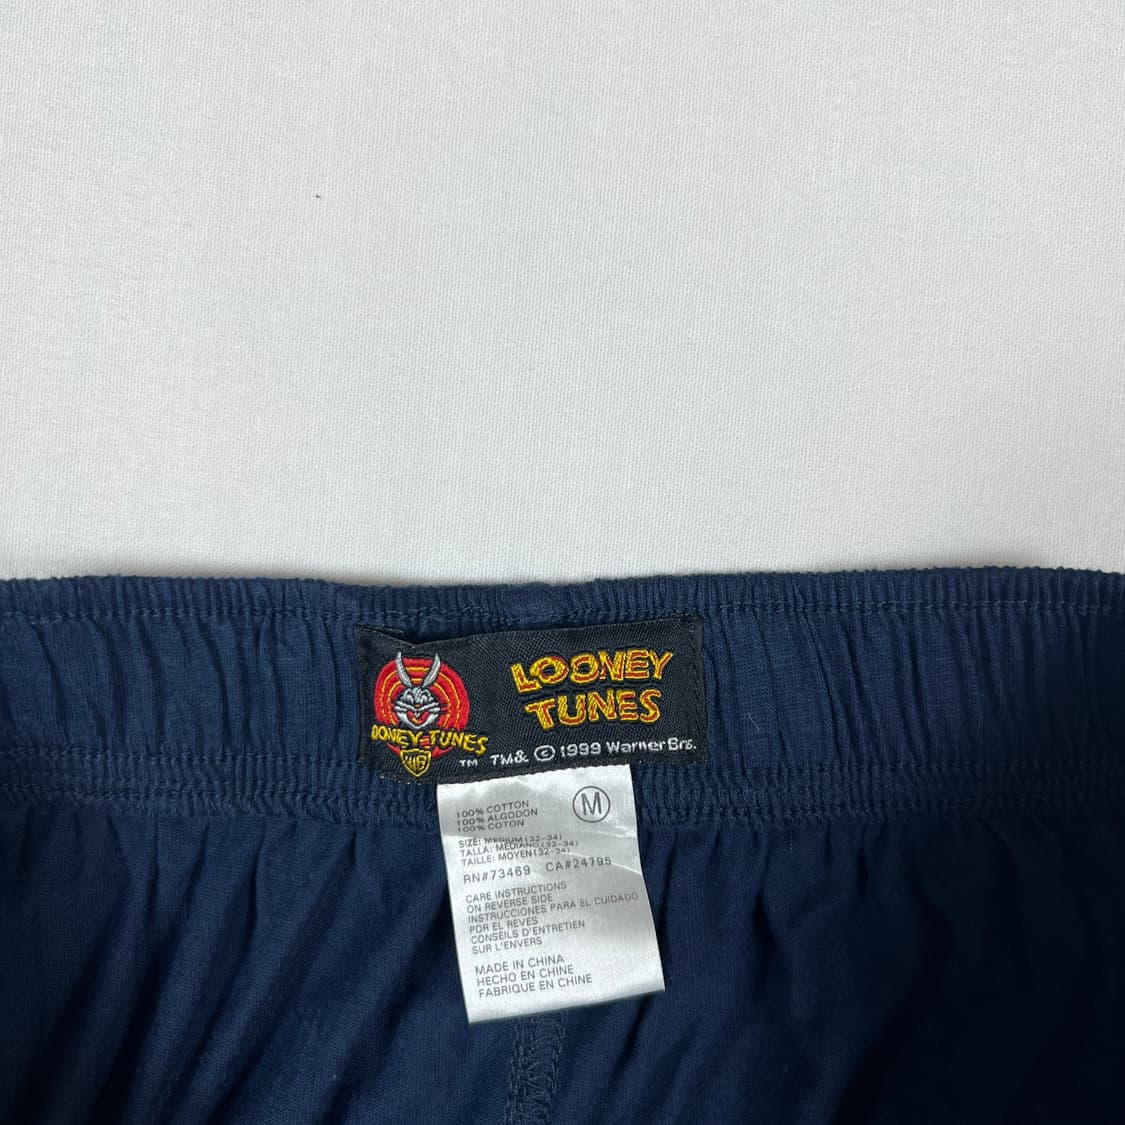 LOONEY TUNES
WB
TM
LOONEY
TUNES
TM& © 1999 Warner Bros.
M
100% COTTON
100% ALGODON
100% COTON
SIZE: MEDIUM (32-34)
TALLA: MEDIANO (32-34)
TAILLE: MOYEN (32-34)
RN#73469 CA#24795
CARE INSTRUCTIONS
ON REVERSE SIDE
INSTRUCCIONES PARA EL CUIDADO
POR EL REVES
CONSEILS D'ENTRETIEN
SUR L'ENVERS
MADE IN CHINA
HECHO EN CHINE
FABRIQUE EN CHINE